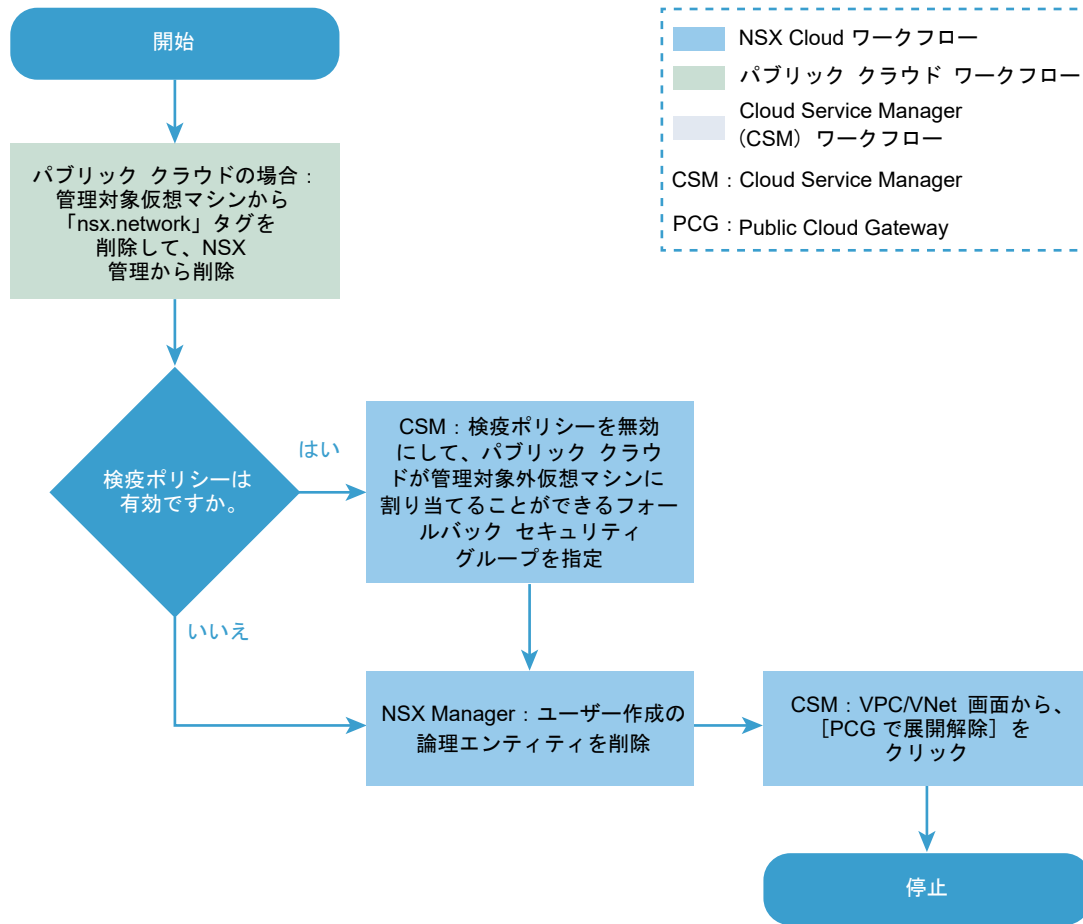 開始
パブリック クラウドの場合：
管理対象仮想マシンから
「nsx.network」タグを
削除して、NSX
管理から削除
検疫ポリシーは
有効ですか。
はい
いいえ
CSM：検疫ポリシーを無効
にして、パブリック クラウ
ドが管理対象外仮想マシンに
割り当てることができるフォー
ルバック セキュリティ
グループを指定
NSX Manager：ユーザー作成の
論理エンティティを削除
CSM：VPC/VNet 画面から、
［PCG で展開解除］を
クリック
停止
NSX Cloud ワークフロー
パブリック クラウド ワークフロー
Cloud Service Manager
（CSM）ワークフロー
CSM：Cloud Service Manager
PCG：Public Cloud Gateway